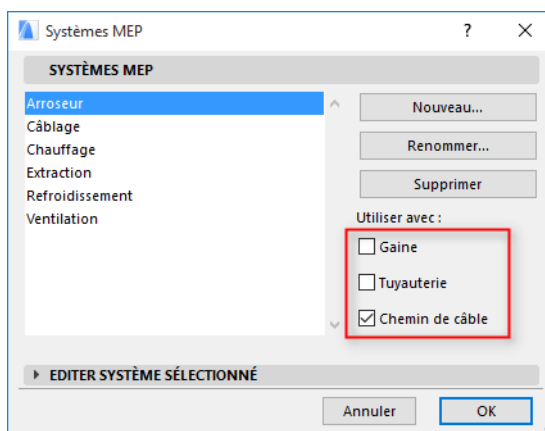 Systèmes MEP
?
SYSTÈMES MEP
Arroseur
Câblage
Chauffage
Extraction
Refroidissement
Ventilation
Nouveau...
Renommer...
Supprimer
Utiliser avec :
Gaine
Tuyauterie
Chemin de câble
EDITER SYSTÈME SÉLECTIONNÉ
Annuler
OK